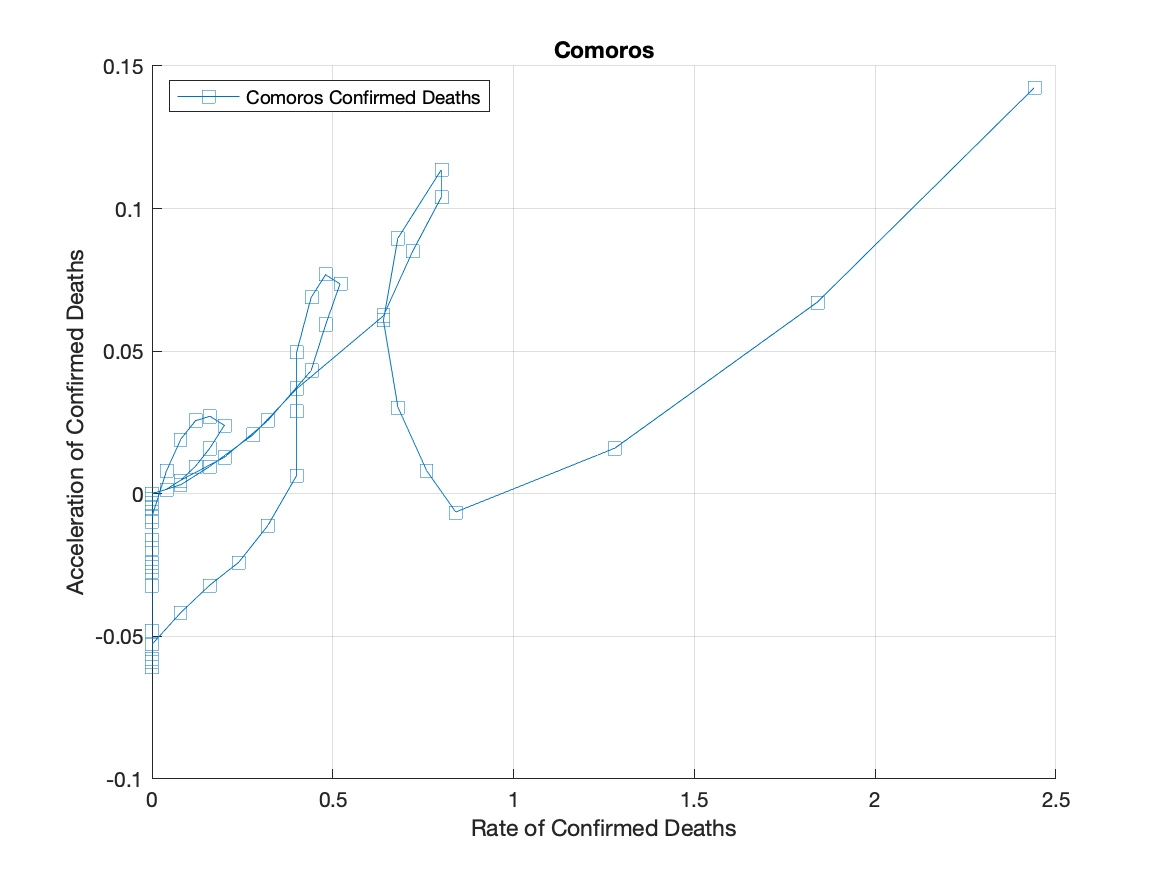 Comoros
0.15
Comoros Confirmed Deaths
0.1
0.05
0
-0.05
-0.1
Acceleration of Confirmed Deaths
0 0.5 1 1.5 2 2.5
Rate of Confirmed Deaths